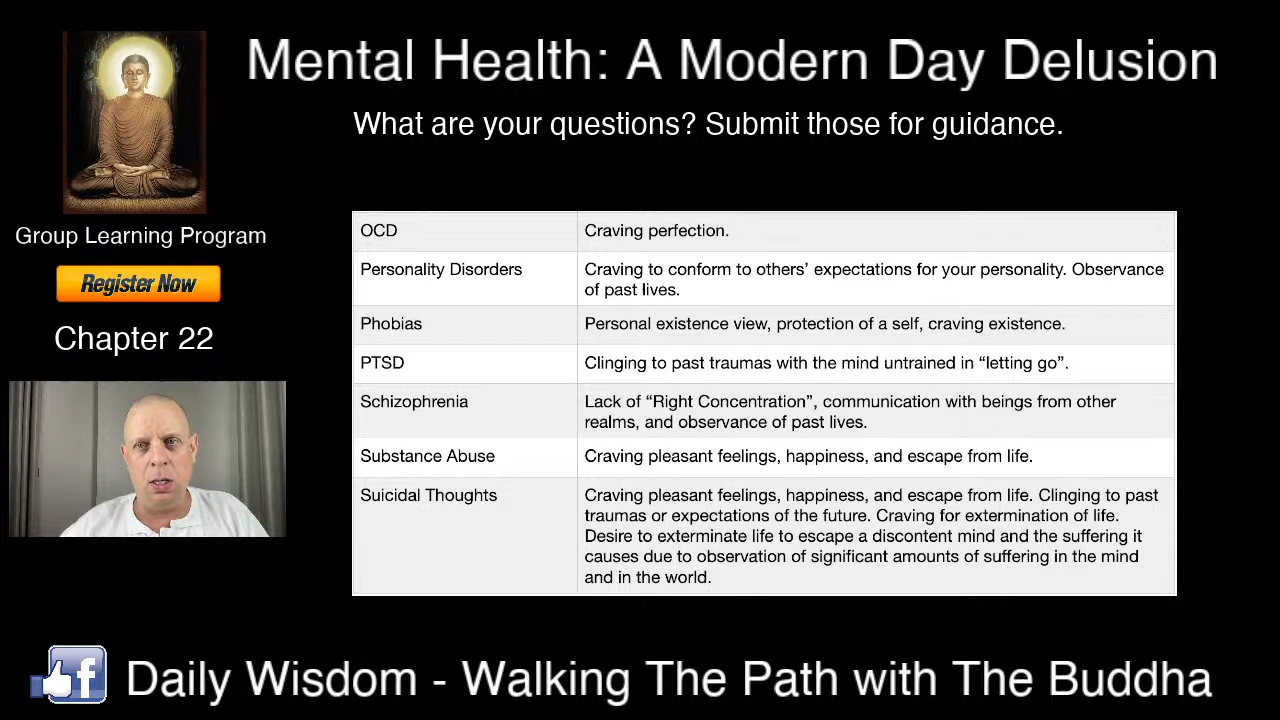 Mental Health: A Modern Day Delusion
What are your questions? Submit those for guidance.
Group Learning Program
Register Now
Chapter 22
OCD
Craving perfection.
Personality Disorders
Craving to conform to others’ expectations for your personality. Observance
of past lives.
Phobias
Personal existence view, protection of a self, craving existence.
PTSD
Clinging to past traumas with the mind untrained in “letting go”.
Schizophrenia
Lack of “Right Concentration”, communication with beings from other
realms, and observance of past lives.
Substance Abuse
Craving pleasant feelings, happiness, and escape from life.
Suicidal Thoughts
Craving pleasant feelings, happiness, and escape from life. Clinging to past
traumas or expectations of the future. Craving for extermination of life.
Desire to exterminate life to escape a discontent mind and the suffering it
causes due to observation of significant amounts of suffering in the mind
and in the world.
f
Daily Wisdom - Walking The Path with The Buddha